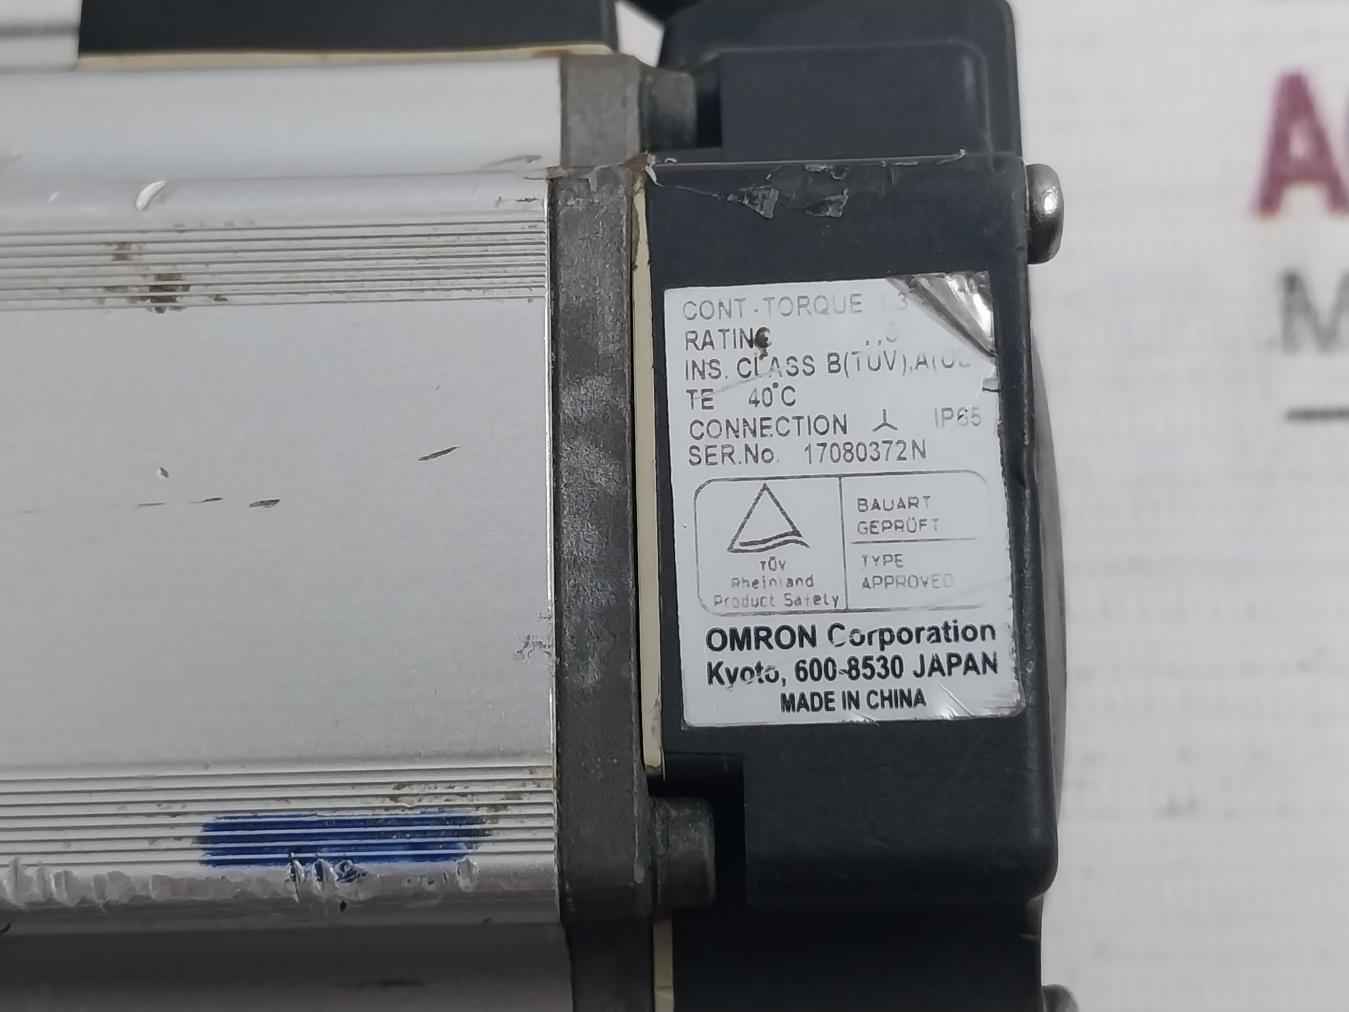 CONT-TORQUE
RATING
INS. CLASS B(TÜV),A(
TE 40°C
CONNECTION IP65
SER.No. 17080372N
TÜV
Rheinland
Product Safety
BAUART
GEPRÜFT
TYPE
APPROVED
OMRON Corporation
Kyoto, 600-8530 JAPAN
MADE IN CHINA